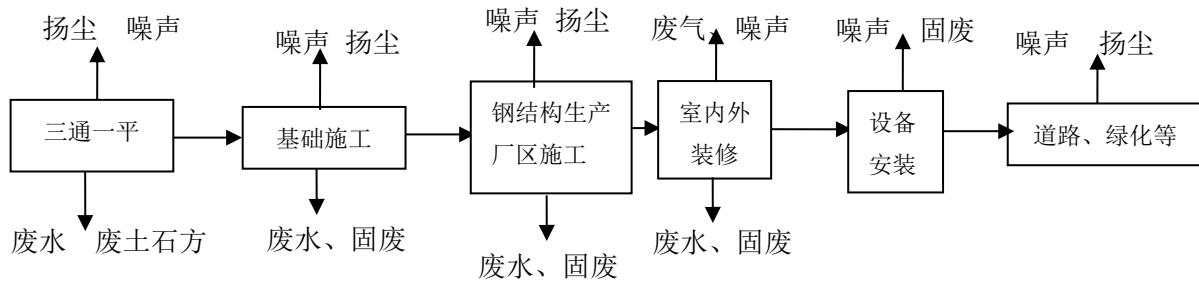 扬尘 噪声
噪声 扬尘
噪声 扬尘
废气、噪声
噪声 固废
噪声 扬尘
三通一平
基础施工
钢结构生产
厂区施工
室内外
装修
设备
安装
道路、绿化等
废水 废土石方
废水、固废
废水、固废
废水、固废